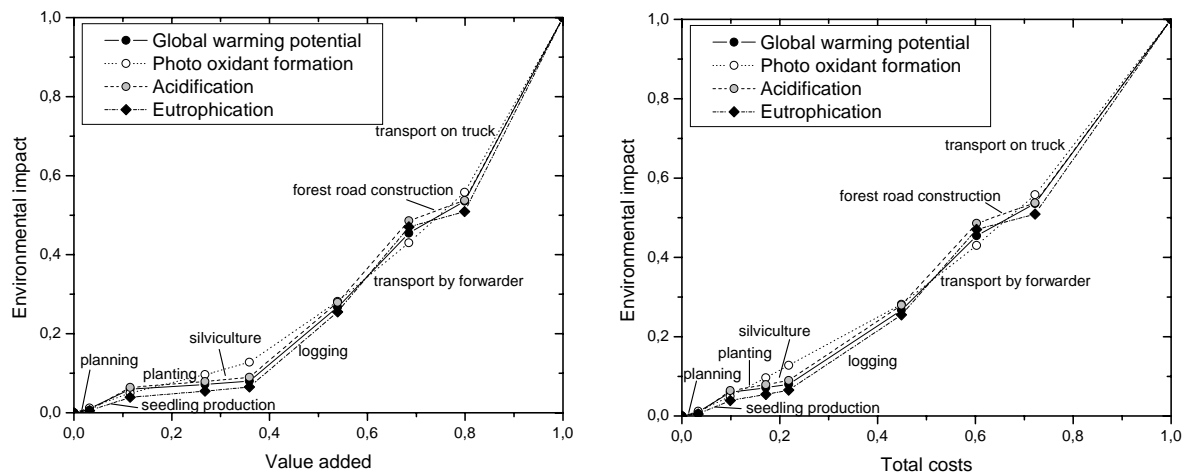 1,0
0,8
0,6
0,4
0,2
0,0
Environmental impact
Global warming potential
Photo oxidant formation
Acidification
Eutrophication
transport on truck
forest road construction
transport by forwarder
silviculture
logging
planning
planting
seedling production
0,0 0,2 0,4 0,6 0,8 1,0
Value added
1,0
0,8
0,6
0,4
0,2
0,0
Environmental impact
Global warming potential
Photo oxidant formation
Acidification
Eutrophication
transport on truck
forest road construction
transport by forwarder
silviculture
planting
logging
planning
seedling production
0,0 0,2 0,4 0,6 0,8 1,0
Total costs